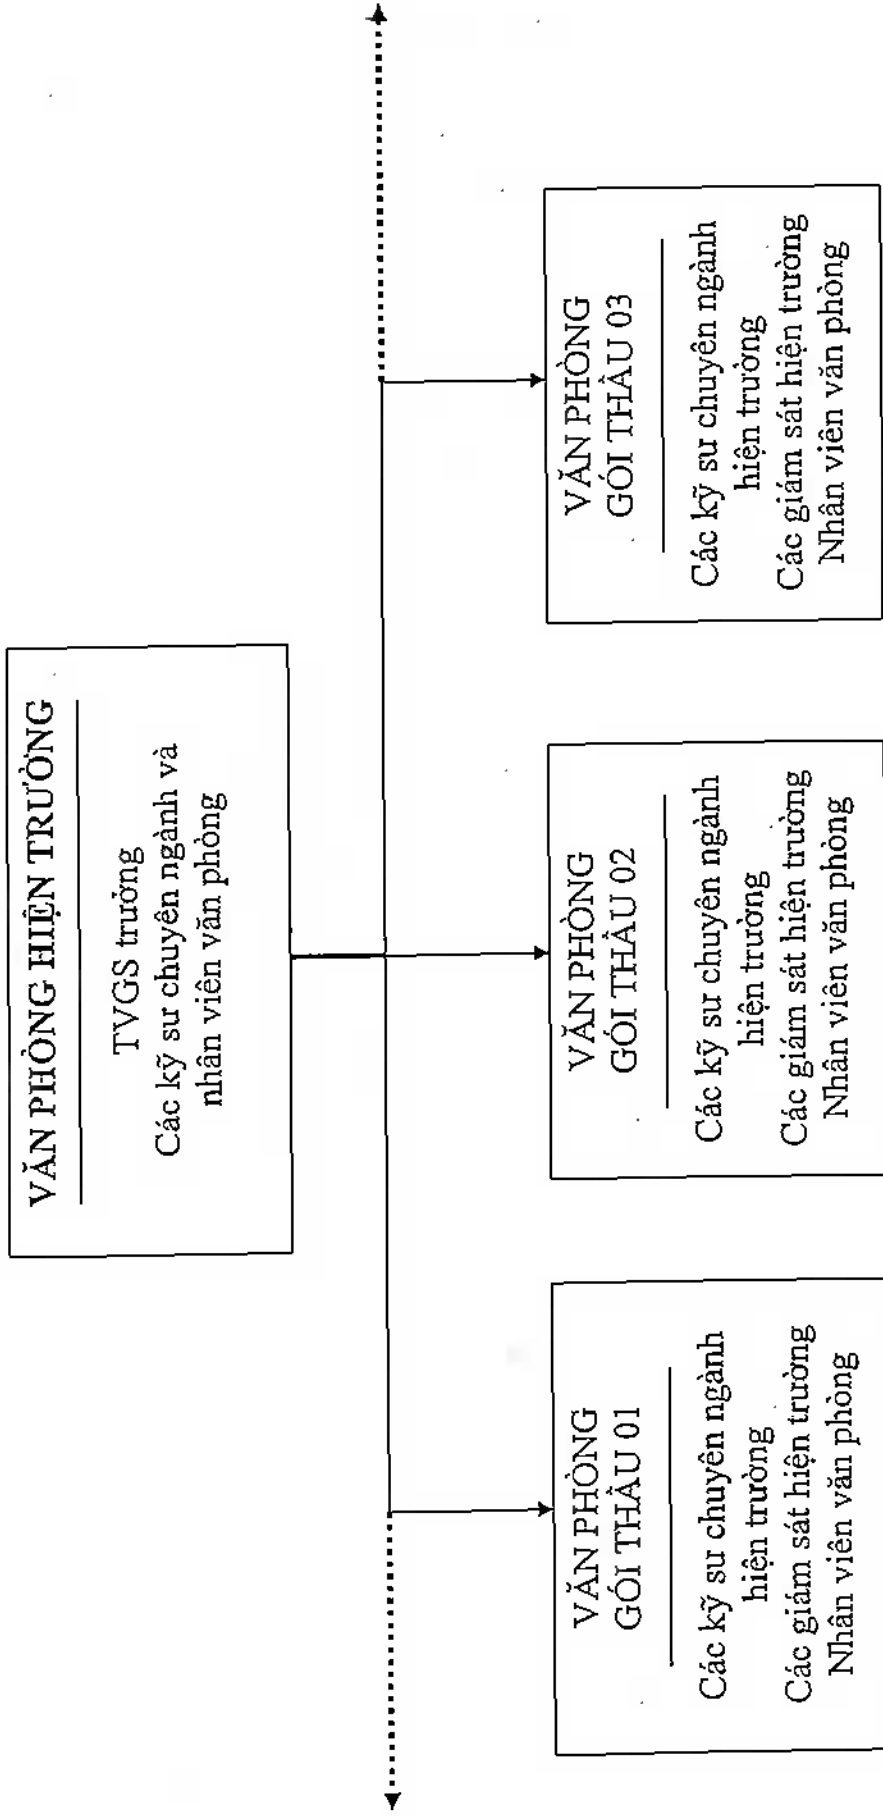 VĂN PHÒNG HIỆN TRƯỜNG
TVGS trưởng
Các kỹ sư chuyên ngành và
nhân viên văn phòng
VĂN PHÒNG
GÓI THẦU 01
Các kỹ sư chuyên ngành
hiện trường
Các giám sát hiện trường
Nhân viên văn phòng
VĂN PHÒNG
GÓI THẦU 02
Các kỹ sư chuyên ngành
hiện trường
Các giám sát hiện trường
Nhân viên văn phòng
VĂN PHÒNG
GÓI THẦU 03
Các kỹ sư chuyên ngành
hiện trường
Các giám sát hiện trường
Nhân viên văn phòng